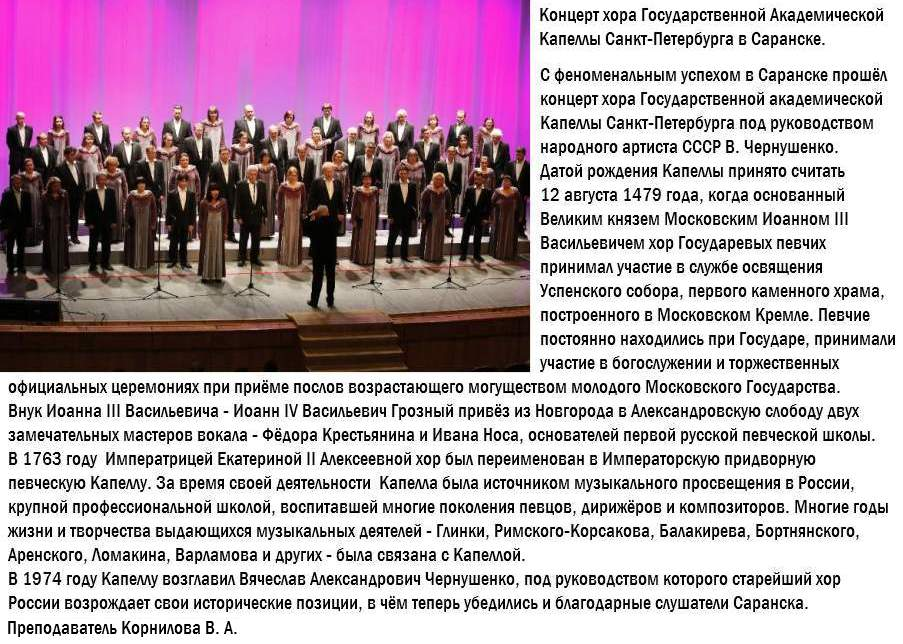 Концерт хора Государственной Академической
Капеллы Санкт-Петербурга в Саранске.
С феноменальным успехом в Саранске прошёл
концерт хора Государственной академической
Капеллы Санкт-Петербурга под руководством
народного артиста СССР В. Чернушенко.
Датой рождения Капеллы принято считать
12 августа 1479 года, когда основанный
Великим князем Московским Иоанном III
Васильевичем хор Государевых певчих
принимал участие в службе освящения
Успенского собора, первого каменного храма,
построенного в Московском Кремле. Певчие
постоянно находились при Государе, принимали
участие в богослужении и торжественных
официальных церемониях при приёме послов возрастающего могуществом молодого Московского Государства.
Внук Иоанна III Васильевича - Иоанн IV Васильевич Грозный привёз из Новгорода в Александровскую слободу двух
замечательных мастеров вокала - Фёдора Крестьянина и Ивана Носа, основателей первой русской певческой школы.
В 1763 году Императрицей Екатериной II Алексеевной хор был переименован в Императорскую придворную
певческую Капеллу. За время своей деятельности Капелла была источником музыкального просвещения в России,
крупной профессиональной школой, воспитавшей многие поколения певцов, дирижёров и композиторов. Многие годы
жизни и творчества выдающихся музыкальных деятелей - Глинки, Римского-Корсакова, Балакирева, Бортнянского,
Аренского, Ломакина, Варламова и других - была связана с Капеллой.
В 1974 году Капеллу возглавил Вячеслав Александрович Чернушенко, под руководством которого старейший хор
России возрождает свои исторические позиции, в чём теперь убедились и благодарные слушатели Саранска.
Преподаватель Корнилова В. А.